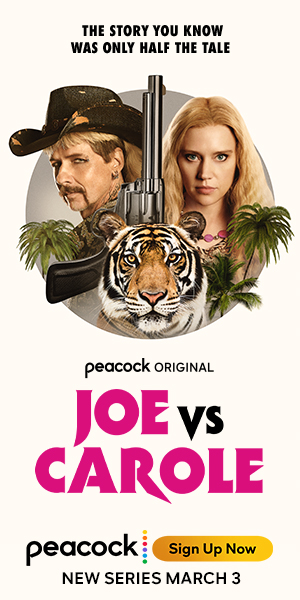 THE STORY YOU KNOW
WAS ONLY HALF THE TALE
peacock ORIGINAL
JOE VS
CAROLE
peacock Sign Up Now
NEW SERIES MARCH 3